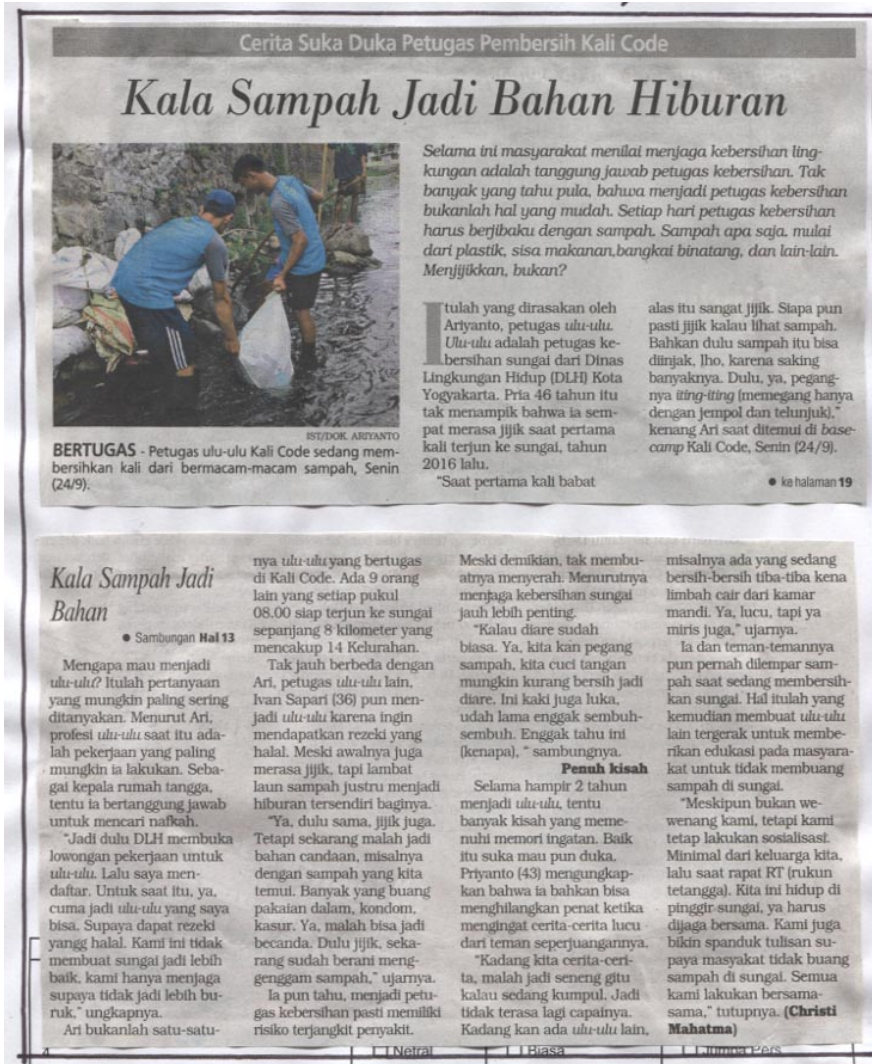 Cerita Suka Duka Petugas Pembersih Kali Code
Kala Sampah Jadi Bahan Hiburan
Selama ini masyarakat menilai menjaga kebersihan ling-
kungan adalah tanggung jawab petugas kebersihan. Tak
banyak yang tahu pula, bahwa menjadi petugas kebersihan
bukanlah hal yang mudah. Setiap hari petugas kebersihan
harus berjibaku dengan sampah. Sampah apa saja, mulai
dari plastik, sisa makanan,bangkai binatang, dan lain-lain.
Menjijikkan, bukan?
IST/DOK. ARIYANTO
BERTUGAS - Petugas ulu-ulu Kali Code sedang mem-
bersihkan kali dari bermacam-macam sampah, Senin
(24/9).
Itulah yang dirasakan oleh
Ariyanto, petugas ulu-ulu.
Ulu-ulu adalah petugas ke-
bersihan sungai dari Dinas
Lingkungan Hidup (DLH) Kota
Yogyakarta. Pria 46 tahun itu
tak menampik bahwa ia sem-
pat merasa jijik saat pertama
kali terjun ke sungai, tahun
2016 lalu.
"Saat pertama kali babat
alas itu sangat jijik. Siapa pun
pasti jijik kalau lihat sampah.
Bahkan dulu sampah itu bisa
diinjak, lho, karena saking
banyaknya. Dulu, ya, pegang-
nya iting-iting (memegang hanya
dengan jempol dan telunjuk),"
kenang Ari saat ditemui di base-
camp Kali Code, Senin (24/9).
● ke halaman 19
Kala Sampah Jadi
Bahan
● Sambungan Hal 13
Mengapa mau menjadi
ulu-ulu? Itulah pertanyaan
yang mungkin paling sering
ditanyakan. Menurut Ari,
profesi ulu-ulu saat itu ada-
lah pekerjaan yang paling
mungkin ia lakukan. Seba-
gai kepala rumah tangga,
tentu ia bertanggung jawab
untuk mencari nafkah.
"Jadi dulu DLH membuka
lowongan pekerjaan untuk
ulu-ulu. Lalu saya men-
daftar. Untuk saat itu, ya,
cuma jadi ulu-ulu yang saya
bisa. Supaya dapat rezeki
yangg halal. Kami ini tidak
membuat sungai jadi lebih
baik, kami hanya menjaga
supaya tidak jadi lebih bu-
ruk," ungkapnya.
Ari bukanlah satu-satu-
nya ulu-ulu yang bertugas
di Kali Code. Ada 9 orang
lain yang setiap pukul
08.00 siap terjun ke sungai
sepanjang 8 kilometer yang
mencakup 14 Kelurahan.
Tak jauh berbeda dengan
Ari, petugas ulu-ulu lain,
Ivan Sapari (36) pun men-
jadi ulu-ulu karena ingin
mendapatkan rezeki yang
halal. Meski awalnya juga
merasa jijik, tapi lambat
laun sampah justru menjadi
hiburan tersendiri baginya.
"Ya, dulu sama, jijik juga.
Tetapi sekarang malah jadi
bahan candaan, misalnya
dengan sampah yang kita
temui. Banyak yang buang
pakaian dalam, kondom,
kasur. Ya, malah bisa jadi
becanda. Dulu jijik, seka-
rang sudah berani meng-
genggam sampah," ujarnya.
Ia pun tahu, menjadi petu-
gas kebersihan pasti memiliki
risiko terjangkit penyakit.
Meski demikian, tak membu-
atnya menyerah. Menurutnya
menjaga kebersihan sungai
jauh lebih penting.
"Kalau diare sudah
biasa. Ya, kita kan pegang
sampah, kita cuci tangan
mungkin kurang bersih jadi
diare. Ini kaki juga luka,
udah lama enggak sembuh-
sembuh. Enggak tahu ini
(kenapa), " sambungnya.
Penuh kisah
Selama hampir 2 tahun
menjadi ulu-ulu, tentu
banyak kisah yang meme-
nuhi memori ingatan. Baik
itu suka mau pun duka.
Priyanto (43) mengungkap-
kan bahwa ia bahkan bisa
menghilangkan penat ketika
mengingat cerita-cerita lucu
dari teman seperjuangannya.
"Kadang kita cerita-ceri-
ta, malah jadi seneng gitu
kalau sedang kumpul. Jadi
tidak terasa lagi capainya.
Kadang kan ada ulu-ulu lain,
misalnya ada yang sedang
bersih-bersih tiba-tiba kena
limbah cair dari kamar
mandi. Ya, lucu, tapi ya
miris juga," ujarnya.
Ia dan teman-temannya
pun pernah dilempar sam-
pah saat sedang membersih-
kan sungai. Hal itulah yang
kemudian membuat ulu-ulu
lain tergerak untuk membe-
rikan edukasi pada masyara-
kat untuk tidak membuang
sampah di sungai.
"Meskipun bukan we-
wenang kami, tetapi kami
tetap lakukan sosialisasi.
Minimal dari keluarga kita,
lalu saat rapat RT (rukun
tetangga). Kita ini hidup di
pinggir sungai, ya harus
dijaga bersama. Kami juga
bikin spanduk tulisan su-
paya masyakat tidak buang
sampah di sungai. Semua
kami lakukan bersama-
sama," tutupnya. (Christi
Mahatma)
Netral
Biasa
Jumpa Pers